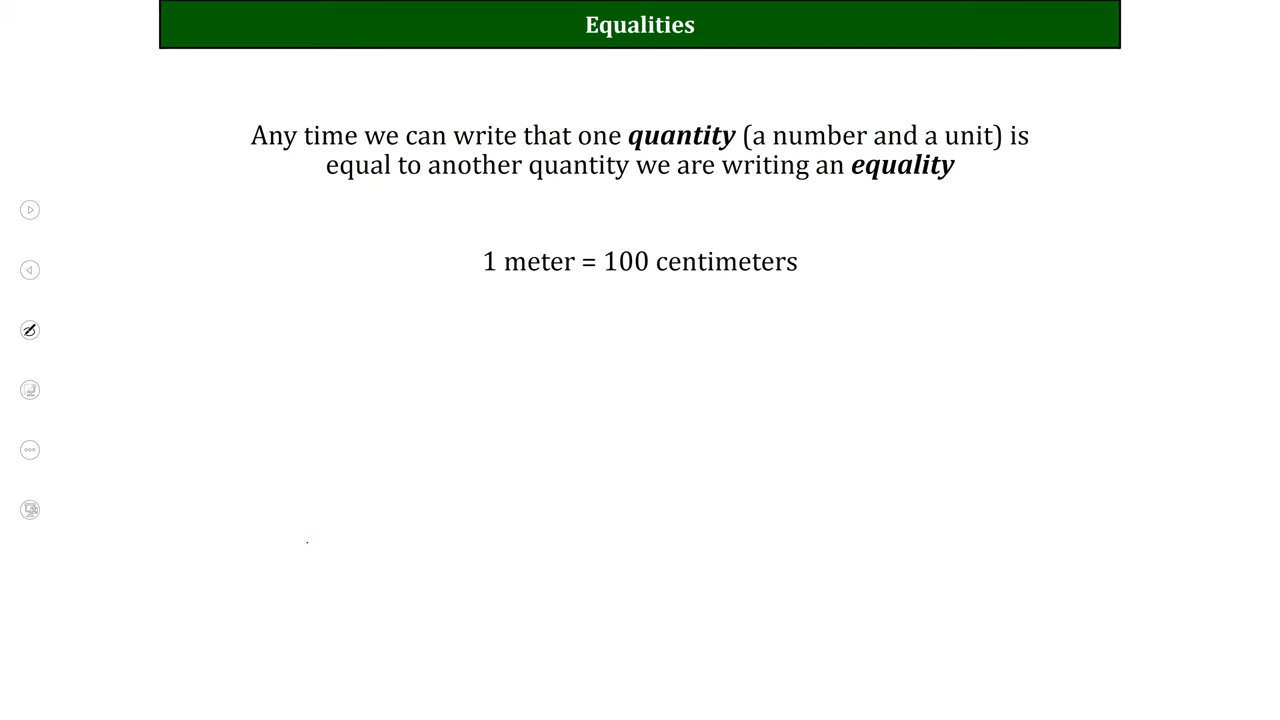 Equalities
Any time we can write that one quantity (a number and a unit) is
equal to another quantity we are writing an equality
1 meter = 100 centimeters